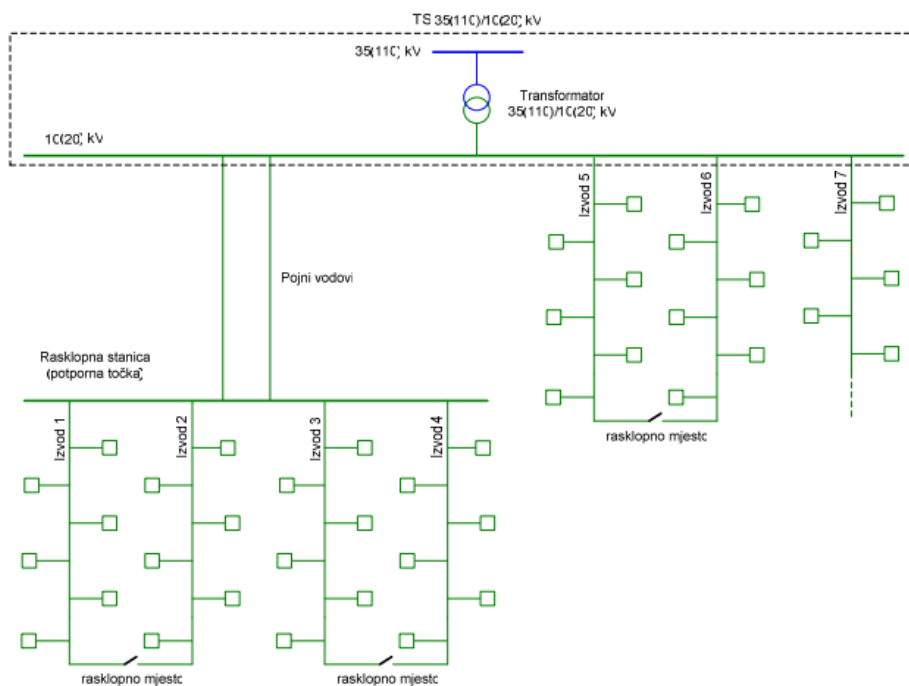 TS 35(110)/10(20) kV
35(110) kV
Transformator
35(110)/10(20) kV
10(20) kV
Izvod 5
Izvod 6
Izvod 7
Pojni vodovi
Rasklopna stanica
(potporna točka)
rasklopno mjesto
Izvod 1
Izvod 2
Izvod 3
Izvod 4
rasklopno mjesto
rasklopno mjesto